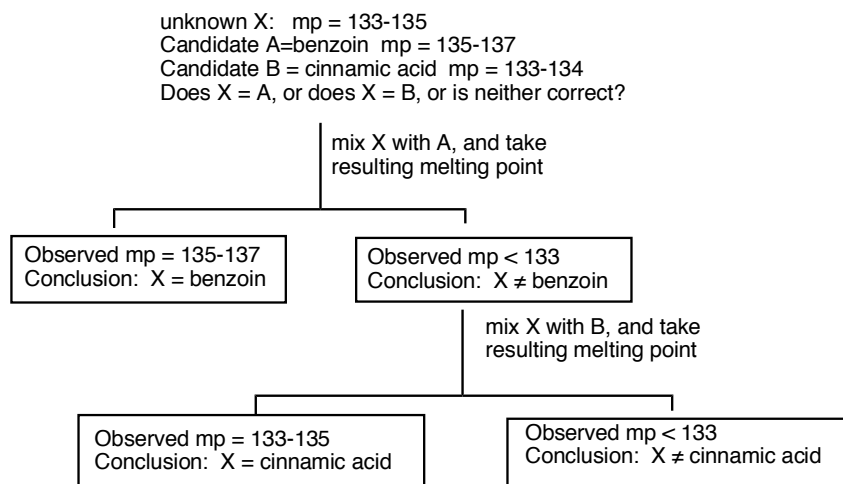 unknown X:  mp = 133-135
Candidate A=benzoin  mp = 135-137
Candidate B = cinnamic acid  mp = 133-134
Does X = A, or does X = B, or is neither correct?
mix X with A, and take
resulting melting point
Observed mp = 135-137
Conclusion:  X = benzoin
Observed mp < 133
Conclusion:  X ≠ benzoin
mix X with B, and take
resulting melting point
Observed mp = 133-135
Conclusion:  X = cinnamic acid
Observed mp < 133
Conclusion:  X ≠ cinnamic acid